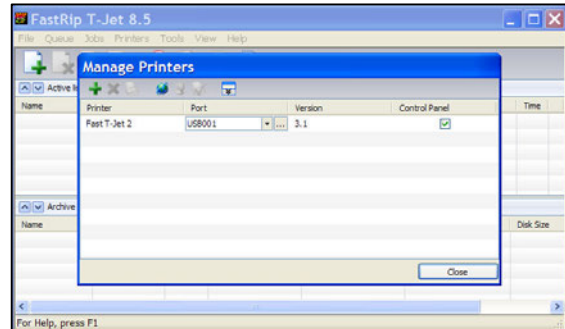 FastRip T-Jet 8.5
File Queue Jobs Printers Tools View Help
Manage Printers
Active
Name Time
Printer Port Version Control Panel
Fast T-Jet 2 USB001 ... 3.1
Archive
Name Disk Size
Close
For Help, press F1